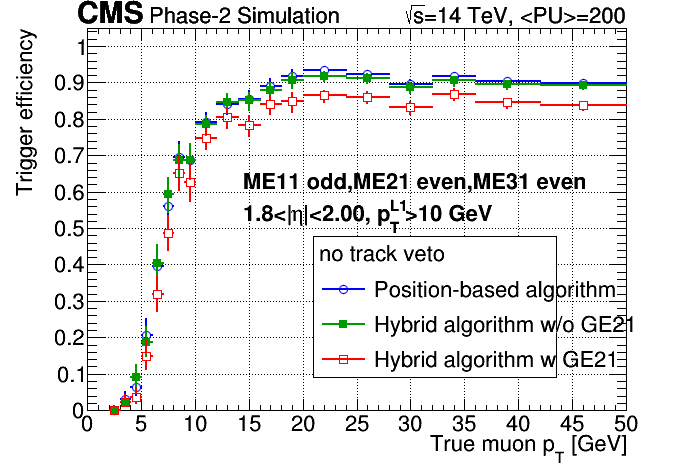 CMS Phase-2 Simulation √s=14 TeV, <PU>=200
Trigger efficiency
1
0.9
0.8
0.7
0.6
0.5
0.4
0.3
0.2
0.1
0
ME11 odd,ME21 even,ME31 even
1.8<|η|<2.00, p_T^L1>10 GeV
no track veto
Position-based algorithm
Hybrid algorithm w/o GE21
Hybrid algorithm w GE21
0 5 10 15 20 25 30 35 40 45 50
True muon p_T [GeV]